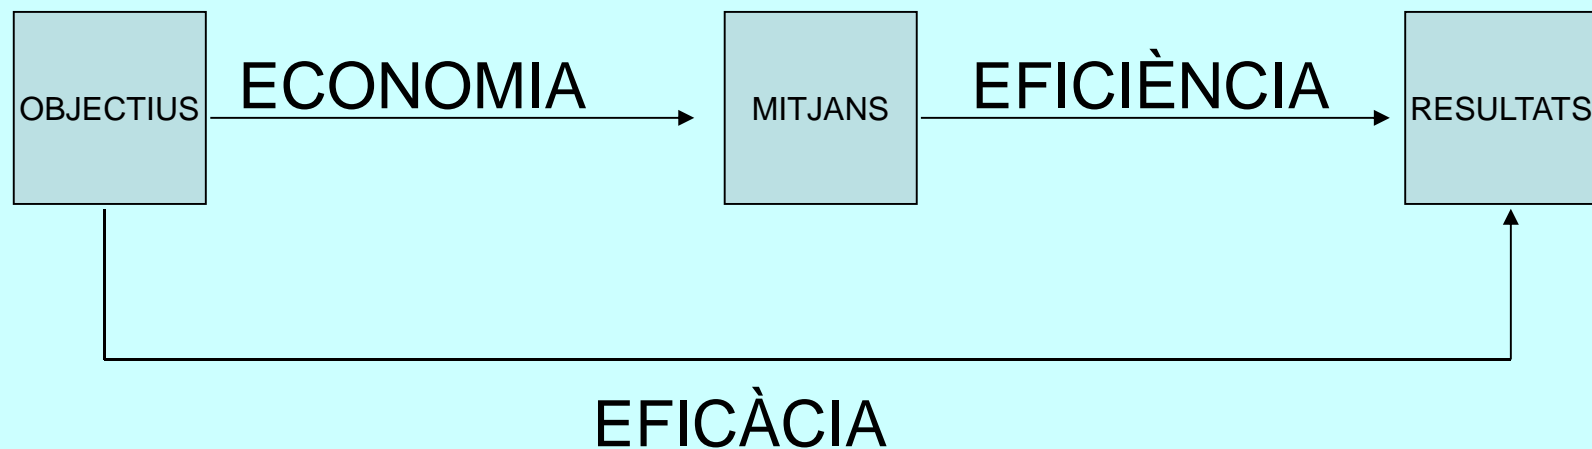 OBJECTIUS
ECONOMIA
MITJANS
EFICIÈNCIA
RESULTATS
EFICÀCIA